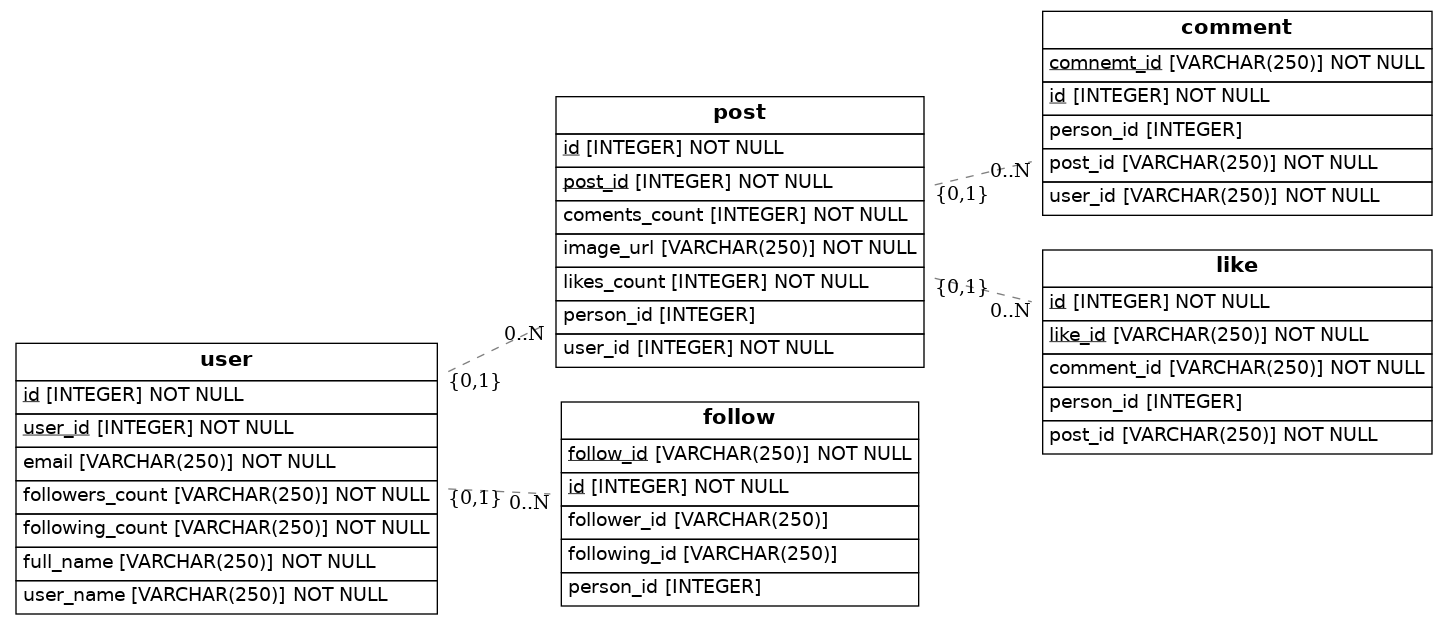 comment
comnemt_id [VARCHAR(250)] NOT NULL
id [INTEGER] NOT NULL
person_id [INTEGER]
post_id [VARCHAR(250)] NOT NULL
user_id [VARCHAR(250)] NOT NULL
post
id [INTEGER] NOT NULL
post_id [INTEGER] NOT NULL
coments_count [INTEGER] NOT NULL
image_url [VARCHAR(250)] NOT NULL
likes_count [INTEGER] NOT NULL
person_id [INTEGER]
user_id [INTEGER] NOT NULL
0..N
{0,1}
{0,1}
0..N
like
id [INTEGER] NOT NULL
like_id [VARCHAR(250)] NOT NULL
comment_id [VARCHAR(250)] NOT NULL
person_id [INTEGER]
post_id [VARCHAR(250)] NOT NULL
user
id [INTEGER] NOT NULL
user_id [INTEGER] NOT NULL
email [VARCHAR(250)] NOT NULL
followers_count [VARCHAR(250)] NOT NULL
following_count [VARCHAR(250)] NOT NULL
full_name [VARCHAR(250)] NOT NULL
user_name [VARCHAR(250)] NOT NULL
0..N
{0,1}
{0,1}
0..N
follow
follow_id [VARCHAR(250)] NOT NULL
id [INTEGER] NOT NULL
follower_id [VARCHAR(250)]
following_id [VARCHAR(250)]
person_id [INTEGER]